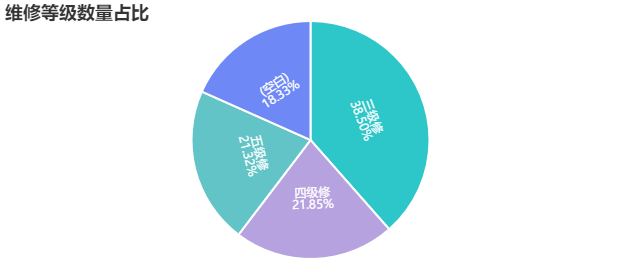 维修等级数量占比
三级修
38.50%
四级修
21.85%
五级修
21.32%
(空白)
18.33%